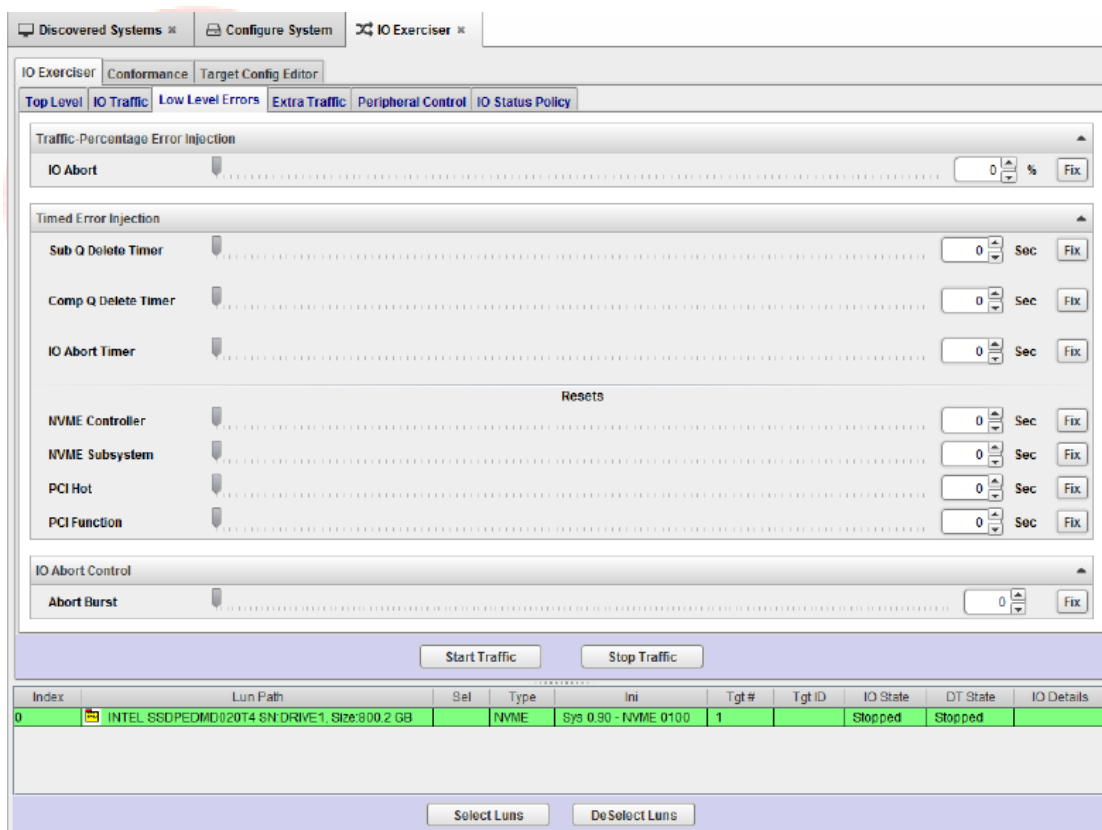 Discovered Systems Configure System IO Exerciser
IO Exerciser Conformance Target Config Editor
Top Level IO Traffic Low Level Errors Extra Traffic Peripheral Control IO Status Policy
Traffic-Percentage Error Injection
IO Abort 0 % Fix
Timed Error Injection
Sub Q Delete Timer 0 Sec Fix
Comp Q Delete Timer 0 Sec Fix
IO Abort Timer 0 Sec Fix
Resets
NVME Controller 0 Sec Fix
NVME Subsystem 0 Sec Fix
PCI Hot 0 Sec Fix
PCI Function 0 Sec Fix
IO Abort Control
Abort Burst 0 Fix
Start Traffic Stop Traffic
Index Lun Path Sel Type Ini Tgt # Tgt ID IO State DT State IO Details
0 INTEL SSDPEDMD020T4 SN:DRIVE1, Size:800.2 GB NVME Sys 0.90 - NVME 0100 1 Stopped Stopped
Select Luns DeSelect Luns